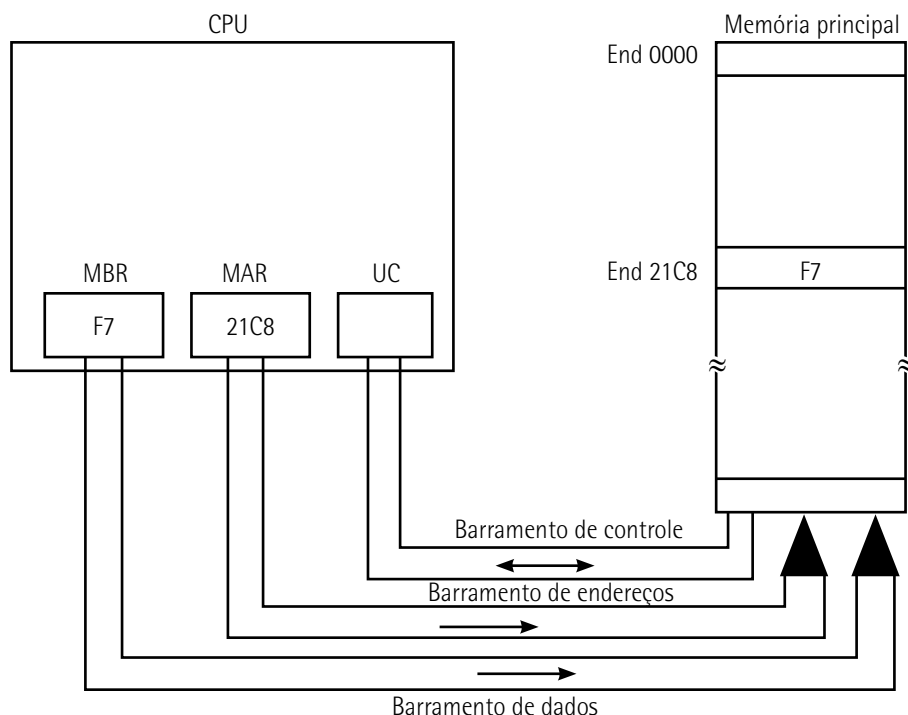 CPU
Memória principal
End 0000
MBR
MAR
UC
End 21C8
F7
F7
21C8
Barramento de controle
Barramento de endereços
Barramento de dados